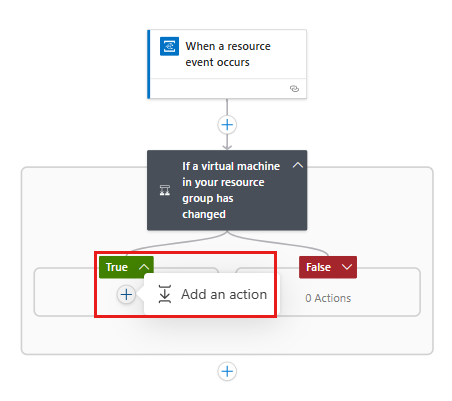 When a resource
event occurs
If a virtual machine
in your resource
group has
changed
True
False
Add an action
0 Actions